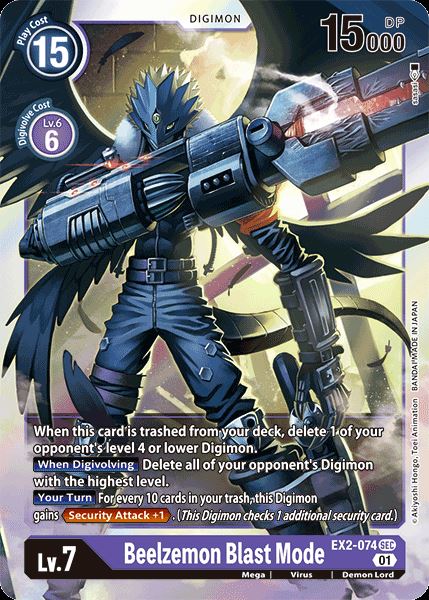 Play Cost
15
DIGIMON
15000
DP
Digivolve Cost
Lv.6
6
©Akiyoshi Hongo, Toei Animation BANDAI MADE IN JAPAN
When this card is trashed from your deck, delete 1 of your
opponent's level 4 or lower Digimon.
When Digivolving Delete all of your opponent's Digimon
with the highest level.
Your Turn For every 10 cards in your trash, this Digimon
gains Security Attack +1. (This Digimon checks 1 additional security card.)
Lv.7
Beelzemon Blast Mode
EX2-074 SEC
01
Mega | Virus | Demon Lord